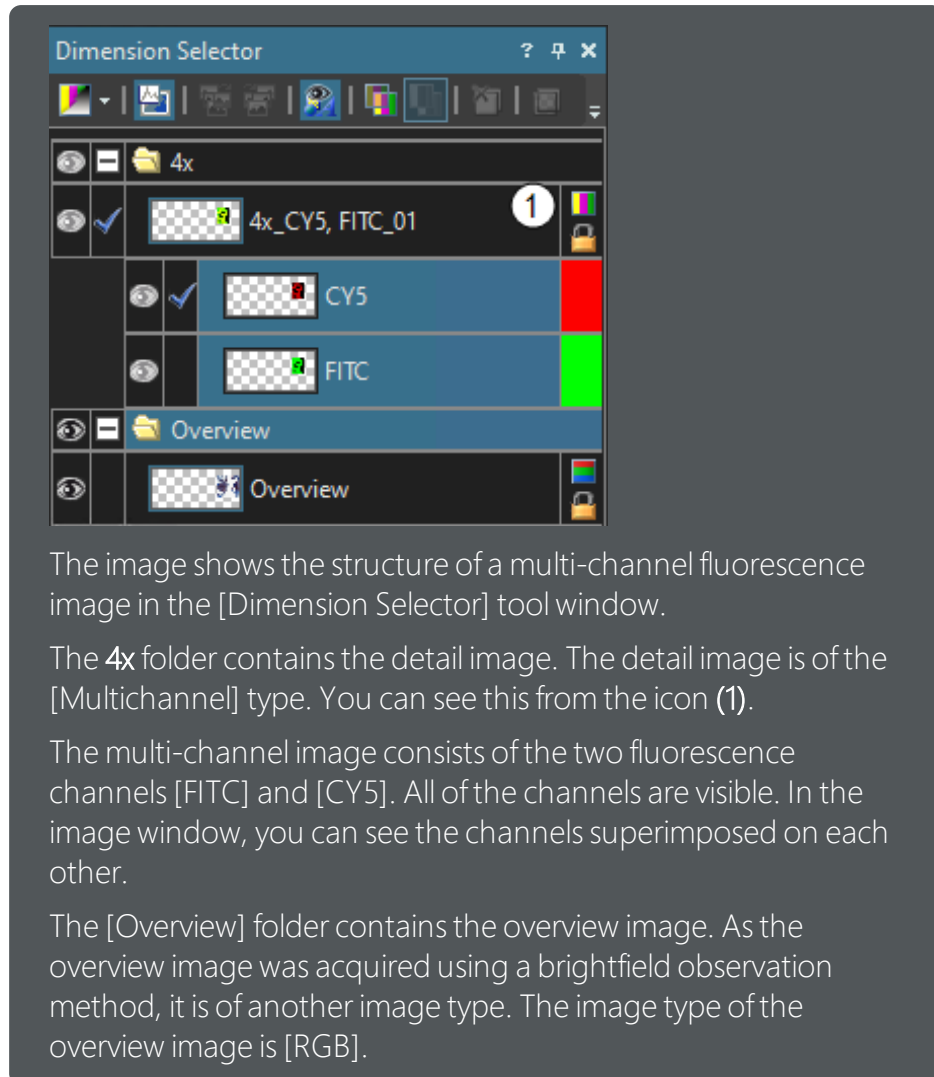 Dimension Selector
4x
4x_CY5, FITC_01
1
CY5
FITC
Overview
Overview
The image shows the structure of a multi-channel fluorescence
image in the [Dimension Selector] tool window.
The 4x folder contains the detail image. The detail image is of the
[Multichannel] type. You can see this from the icon (1).
The multi-channel image consists of the two fluorescence
channels [FITC] and [CY5]. All of the channels are visible. In the
image window, you can see the channels superimposed on each
other.
The [Overview] folder contains the overview image. As the
overview image was acquired using a brightfield observation
method, it is of another image type. The image type of the
overview image is [RGB].